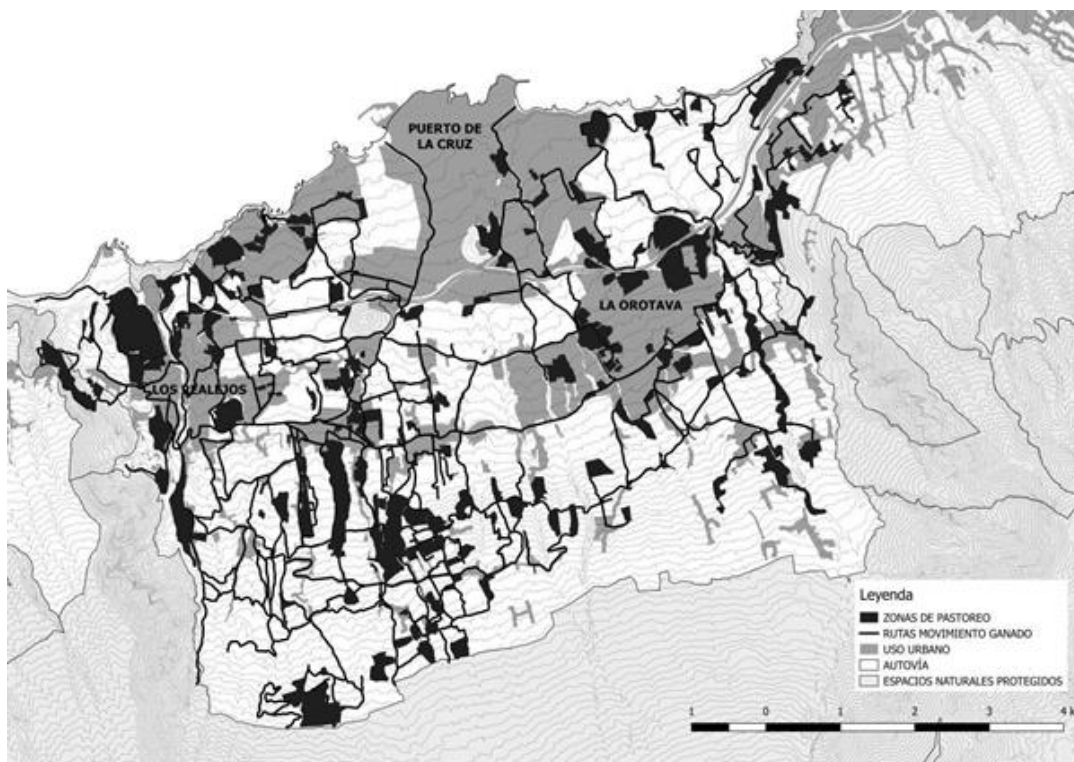 PUERTO DE
LA CRUZ
LA OROTAVA
LOS REALEJOS
Leyenda
ZONAS DE PASTOREO
RUTAS MOVIMIENTO GANADO
USO URBANO
AUTOVÍA
ESPACIOS NATURALES PROTEGIDOS
1 0 1 2 3 4 k